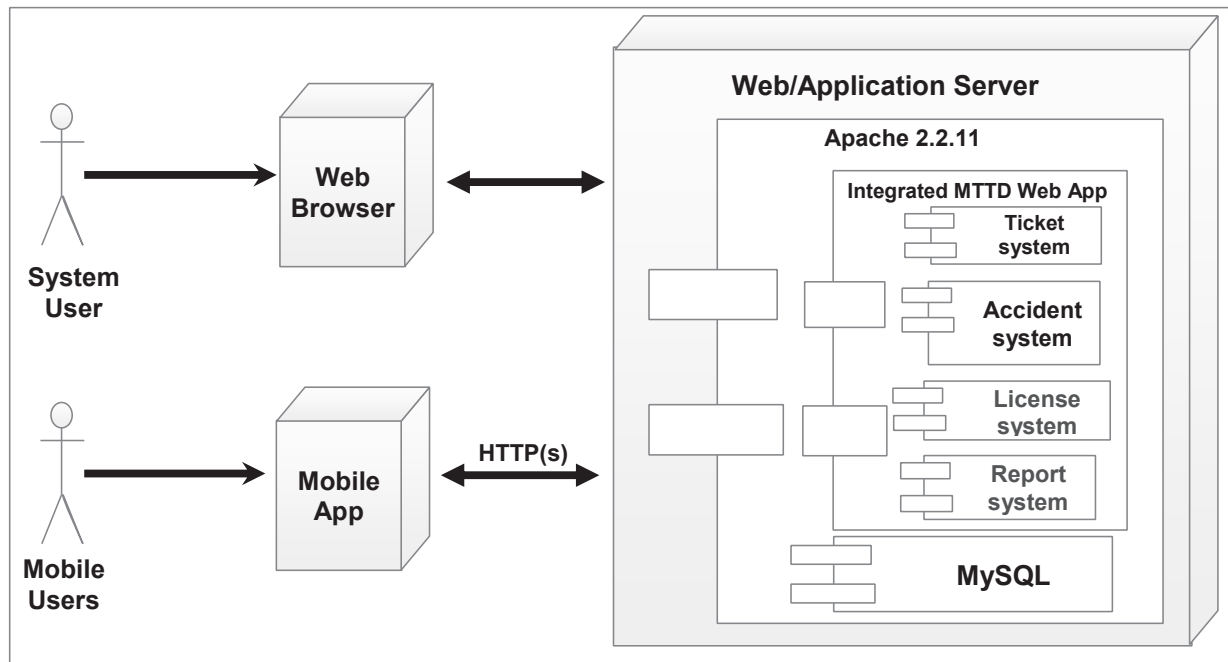 System
User
Web
Browser
Mobile
Users
Mobile
App
HTTP(s)
Web/Application Server
Apache 2.2.11
Integrated MTTD Web App
Ticket
system
Accident
system
License
system
Report
system
MySQL